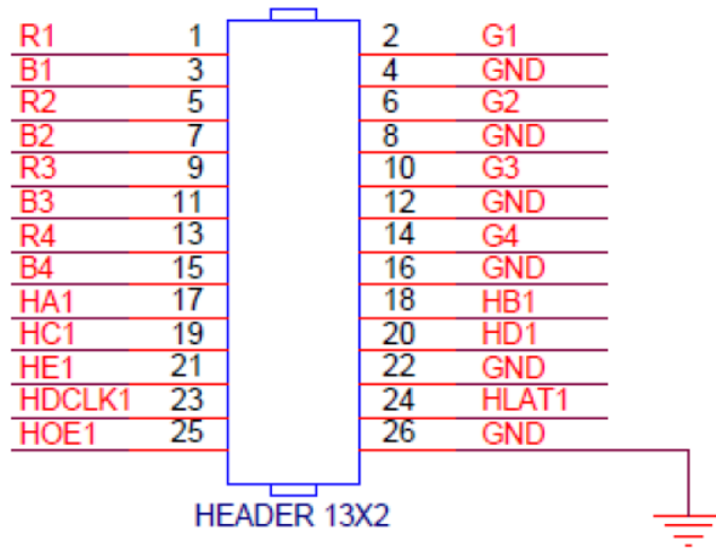 R1 1 2 G1
B1 3 4 GND
R2 5 6 G2
B2 7 8 GND
R3 9 10 G3
B3 11 12 GND
R4 13 14 G4
B4 15 16 GND
HA1 17 18 HB1
HC1 19 20 HD1
HE1 21 22 GND
HDCLK1 23 24 HLAT1
HOE1 25 26 GND
HEADER 13X2